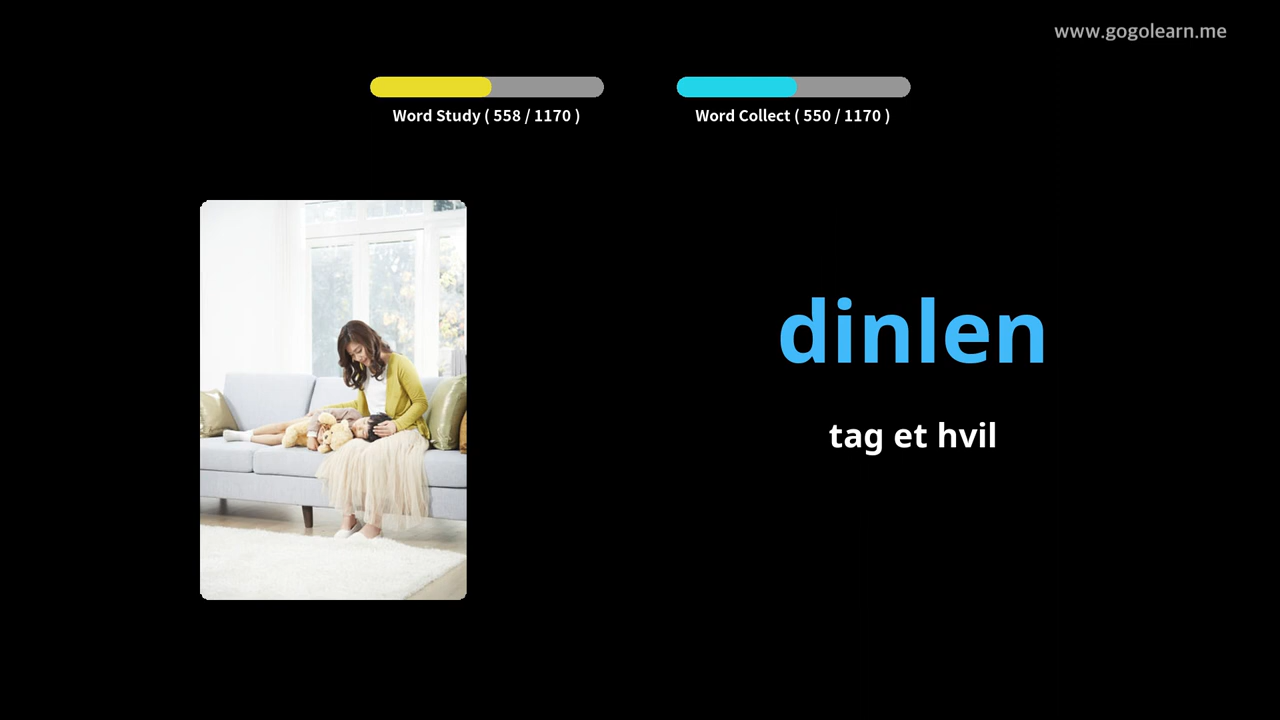 www.gogolearn.me
Word Study ( 558 / 1170 )
Word Collect ( 550 / 1170 )
dinlen
tag et hvil